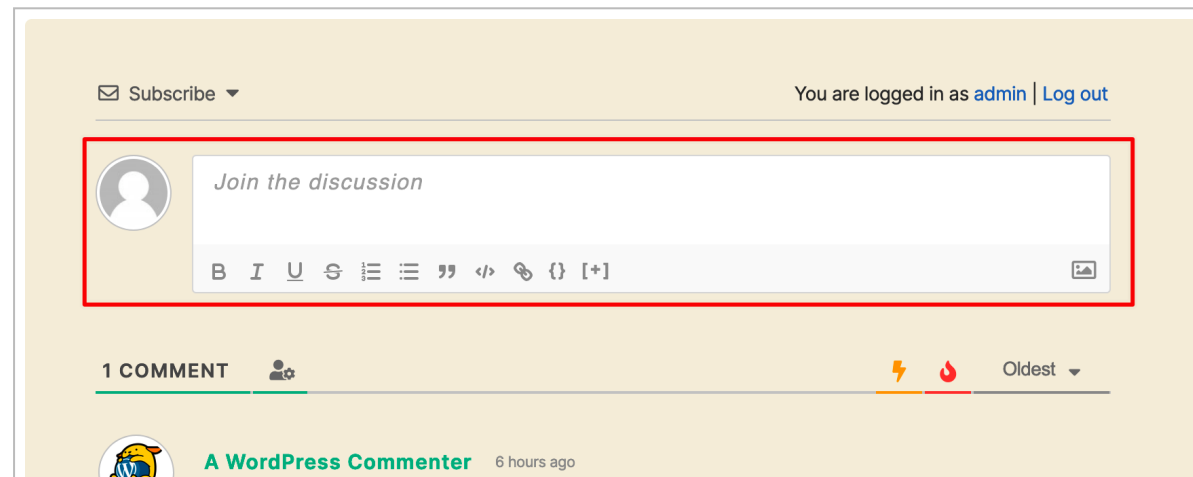 Subscribe
You are logged in as admin | Log out
Join the discussion
B I U S {} [+]
1 COMMENT
Oldest
A WordPress Commenter 6 hours ago